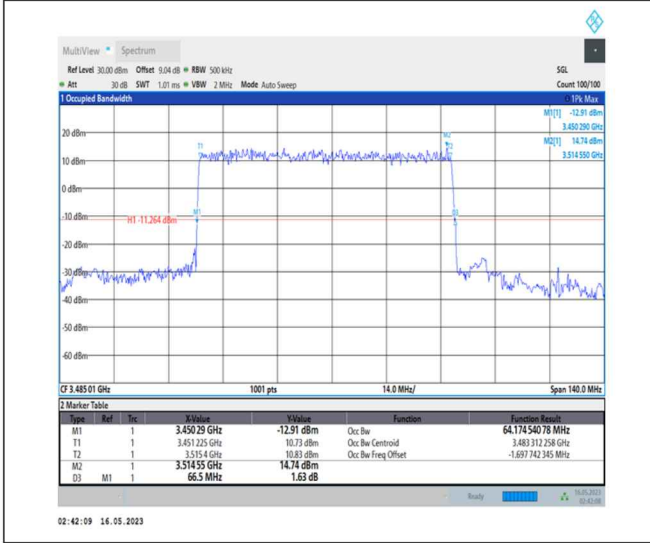 MultiView Spectrum
Ref Level 30.00 dBm Offset 9.04 dB RBW 500 kHz SGL
Att 30 dB SWT 1.01 ms VBW 2 MHz Mode Auto Sweep Count 100/100
1 Occupied Bandwidth 1Pk Max
M1[1] -12.91 dBm
3.450 290 GHz
M2[1] 14.74 dBm
3.514 550 GHz
20 dBm
M2
T1
T2
10 dBm
0 dBm
-10 dBm
H1 -11.264 dBm
M1
D3
-20 dBm
-30 dBm
-40 dBm
-50 dBm
-60 dBm
CF 3.485 01 GHz 1001 pts 14.0 MHz/ Span 140.0 MHz
2 Marker Table
Type Ref Trc X-Value Y-Value Function Function Result
M1 1 3.450 29 GHz -12.91 dBm Occ Bw 64.174 540 78 MHz
T1 1 3.451 225 GHz 10.73 dBm Occ Bw Centroid 3.483 312 258 GHz
T2 1 3.515 4 GHz 10.83 dBm Occ Bw Freq Offset -1.697 742 345 MHz
M2 1 3.514 55 GHz 14.74 dBm
D3 M1 1 66.5 MHz 1.63 dB
Ready 16.05.2023
02:42:08
02:42:09 16.05.2023